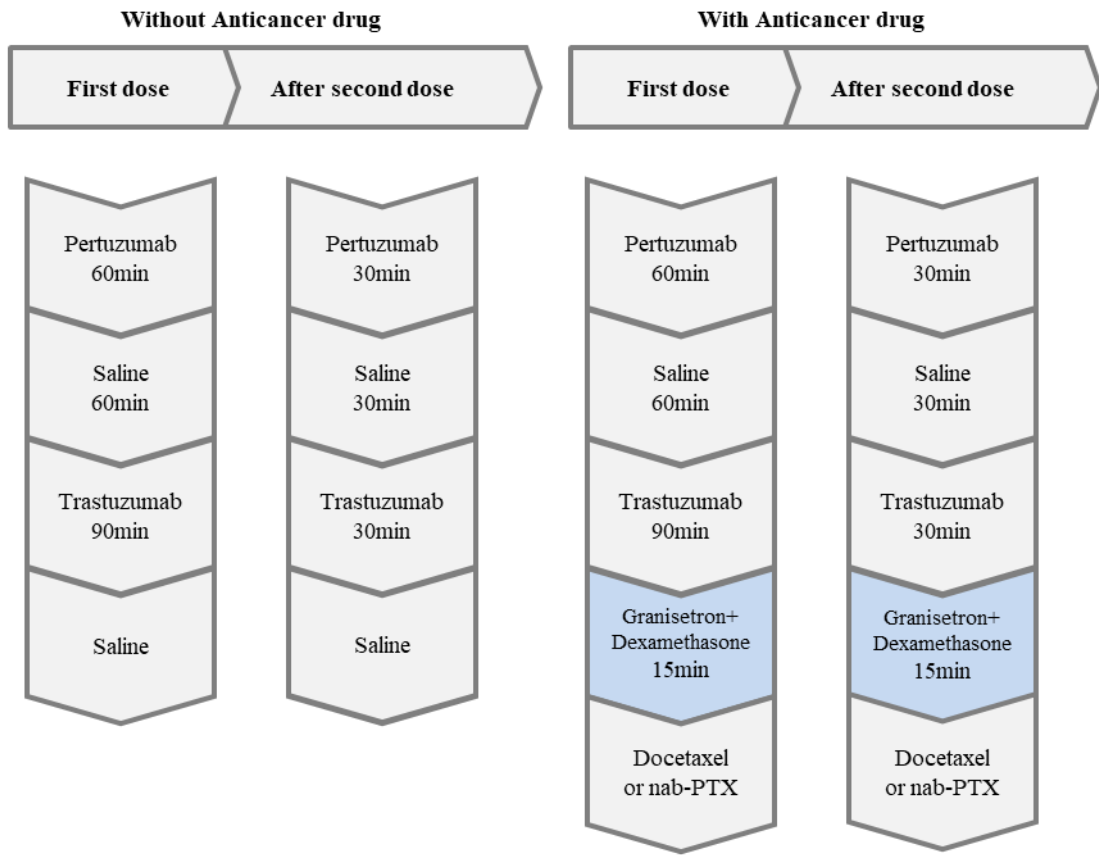 Without Anticancer drug
First dose
After second dose
Pertuzumab
60min
Saline
60min
Trastuzumab
90min
Saline
Pertuzumab
30min
Saline
30min
Trastuzumab
30min
Saline
With Anticancer drug
First dose
After second dose
Pertuzumab
60min
Saline
60min
Trastuzumab
90min
Granisetron+
Dexamethasone
15min
Docetaxel
or nab-PTX
Pertuzumab
30min
Saline
30min
Trastuzumab
30min
Granisetron+
Dexamethasone
15min
Docetaxel
or nab-PTX